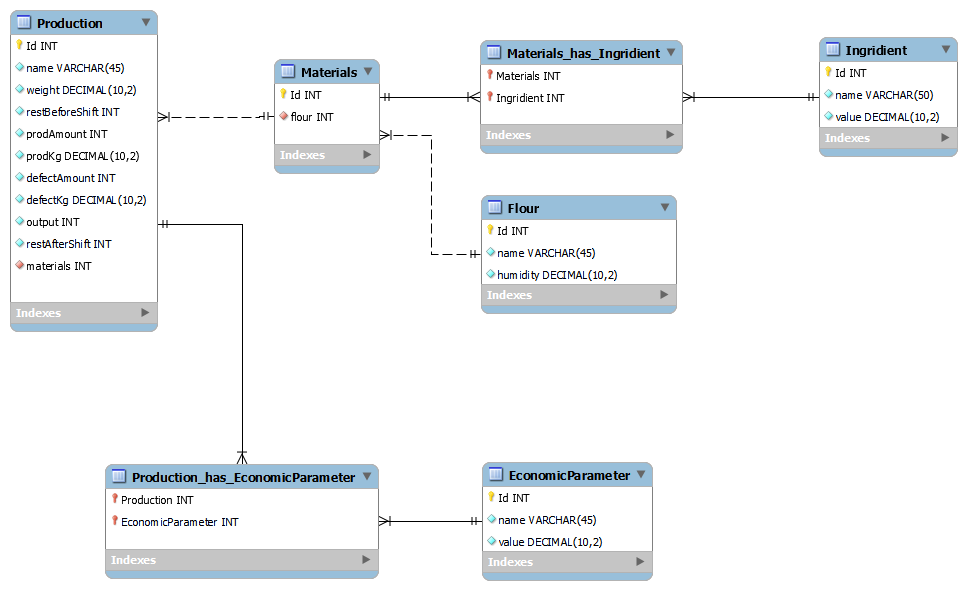 Production
Id INT
name VARCHAR(45)
weight DECIMAL(10,2)
restBeforeShift INT
prodAmount INT
prodKg DECIMAL(10,2)
defectAmount INT
defectKg DECIMAL(10,2)
output INT
restAfterShift INT
materials INT
Indexes
Materials
Id INT
flour INT
Indexes
Materials_has_Ingridient
Materials INT
Ingridient INT
Indexes
Ingridient
Id INT
name VARCHAR(50)
value DECIMAL(10,2)
Indexes
Flour
Id INT
name VARCHAR(45)
humidity DECIMAL(10,2)
Indexes
Production_has_EconomicParameter
Production INT
EconomicParameter INT
Indexes
EconomicParameter
Id INT
name VARCHAR(45)
value DECIMAL(10,2)
Indexes